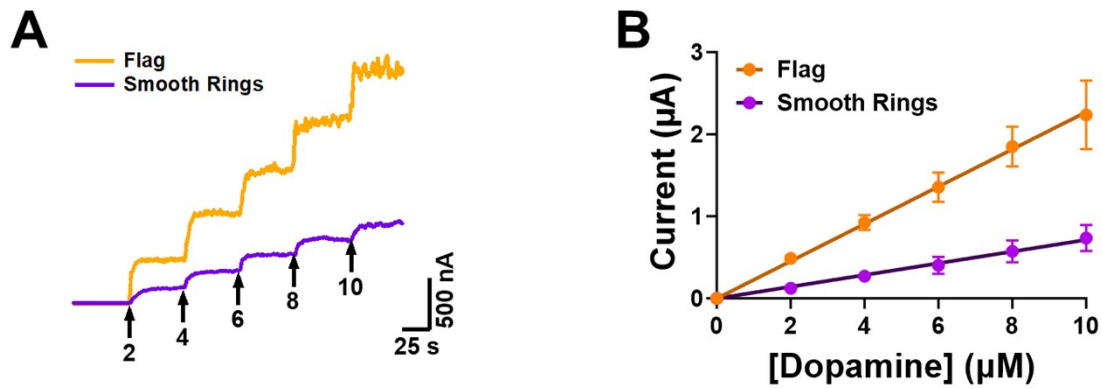 A
Flag
Smooth Rings
2
4
6
8
10
500 nA
25 s
B
Flag
Smooth Rings
Current (µA)
3
2
1
0
0 2 4 6 8 10
[Dopamine] (µM)